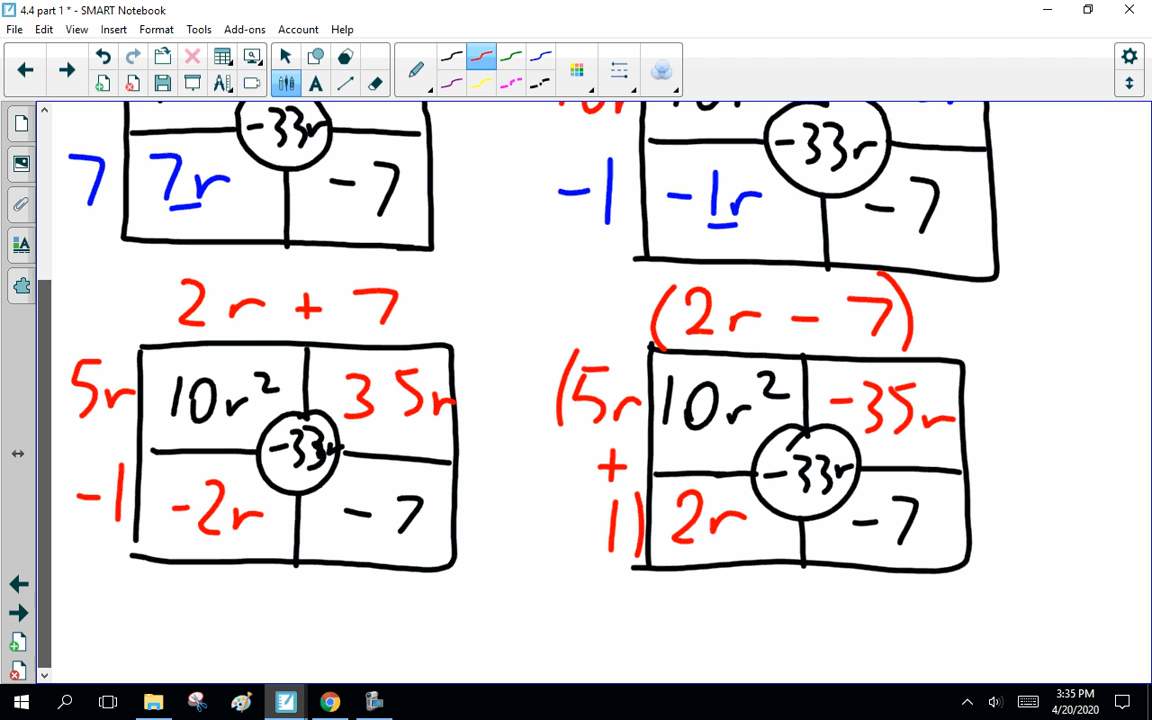 4.4 part 1 * - SMART Notebook
File Edit View Insert Format Tools Add-ons Account Help
-33r
-33r
7 7r -7
-1 -1r -7
2r + 7
(2r - 7)
5r 10r² 35r
(5r 10r² -35r
-33r
+ -33r
-1 -2r -7
1) 2r -7
3:35 PM
4/20/2020